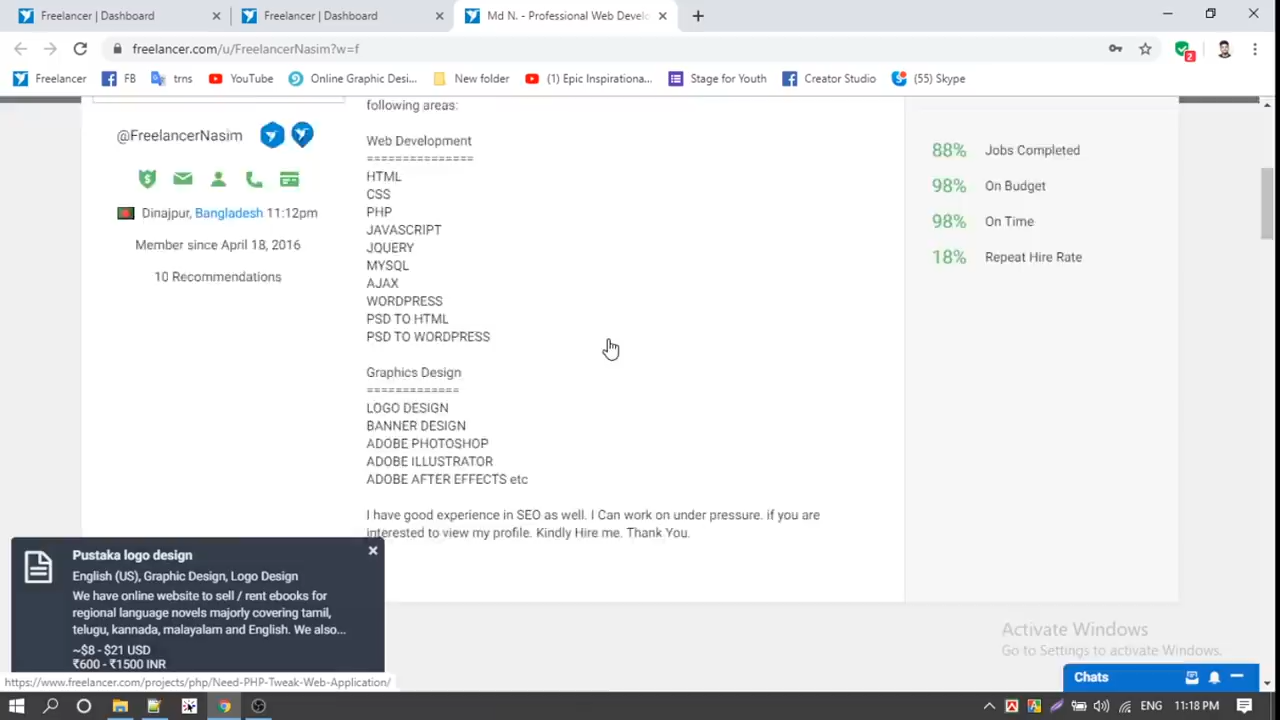 Freelancer | Dashboard
Freelancer | Dashboard
Md N. - Professional Web Develo
freelancer.com/u/FreelancerNasim?w=f
2
Freelancer
FB
trns
YouTube
Online Graphic Desi...
New folder
(1) Epic Inspirationa...
Stage for Youth
Creator Studio
(55) Skype
following areas:
@FreelancerNasim
Dinajpur, Bangladesh 11:12pm
Member since April 18, 2016
10 Recommendations
Web Development
===============
HTML
CSS
PHP
JAVASCRIPT
JQUERY
MYSQL
AJAX
WORDPRESS
PSD TO HTML
PSD TO WORDPRESS
Graphics Design
=============
LOGO DESIGN
BANNER DESIGN
ADOBE PHOTOSHOP
ADOBE ILLUSTRATOR
ADOBE AFTER EFFECTS etc
I have good experience in SEO as well. I Can work on under pressure. if you are
interested to view my profile. Kindly Hire me. Thank You.
88% Jobs Completed
98% On Budget
98% On Time
18% Repeat Hire Rate
Pustaka logo design
English (US), Graphic Design, Logo Design
We have online website to sell / rent ebooks for
regional language novels majorly covering tamil,
telugu, kannada, malayalam and English. We also...
~$8 - $21 USD
₹600 - ₹1500 INR
https://www.freelancer.com/projects/php/Need-PHP-Tweak-Web-Application/
Activate Windows
Go to Settings to activate Windows.
Chats
ENG
11:18 PM